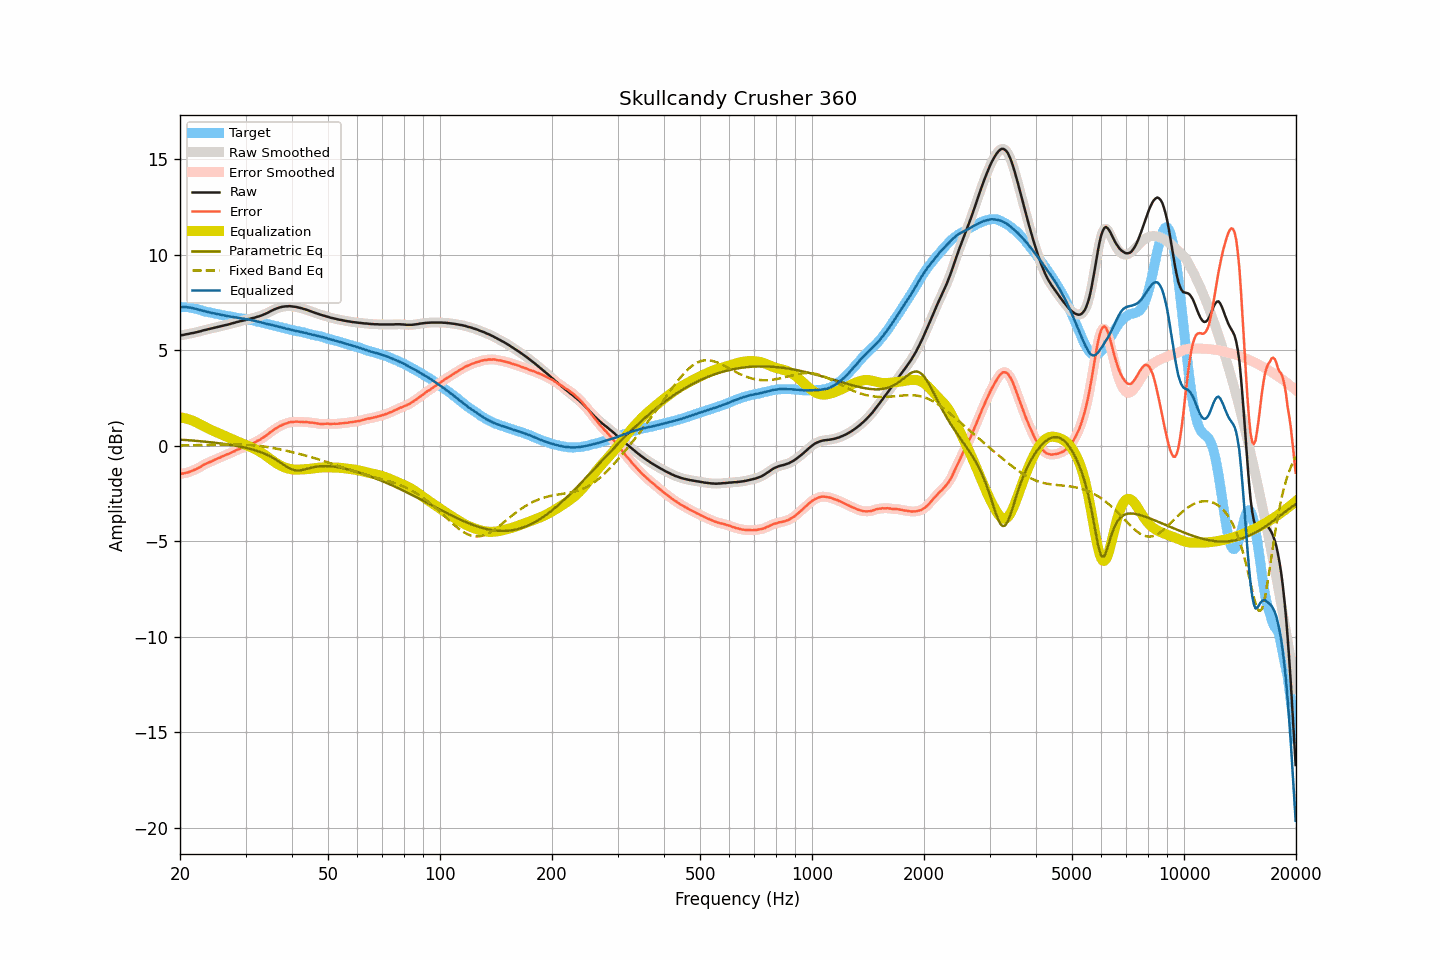 Skullcandy Crusher 360
Target
Raw Smoothed
Error Smoothed
Raw
Error
Equalization
Parametric Eq
Fixed Band Eq
Equalized
15
10
5
0
−5
−10
−15
−20
Amplitude (dBr)
20 50 100 200 500 1000 2000 5000 10000 20000
Frequency (Hz)